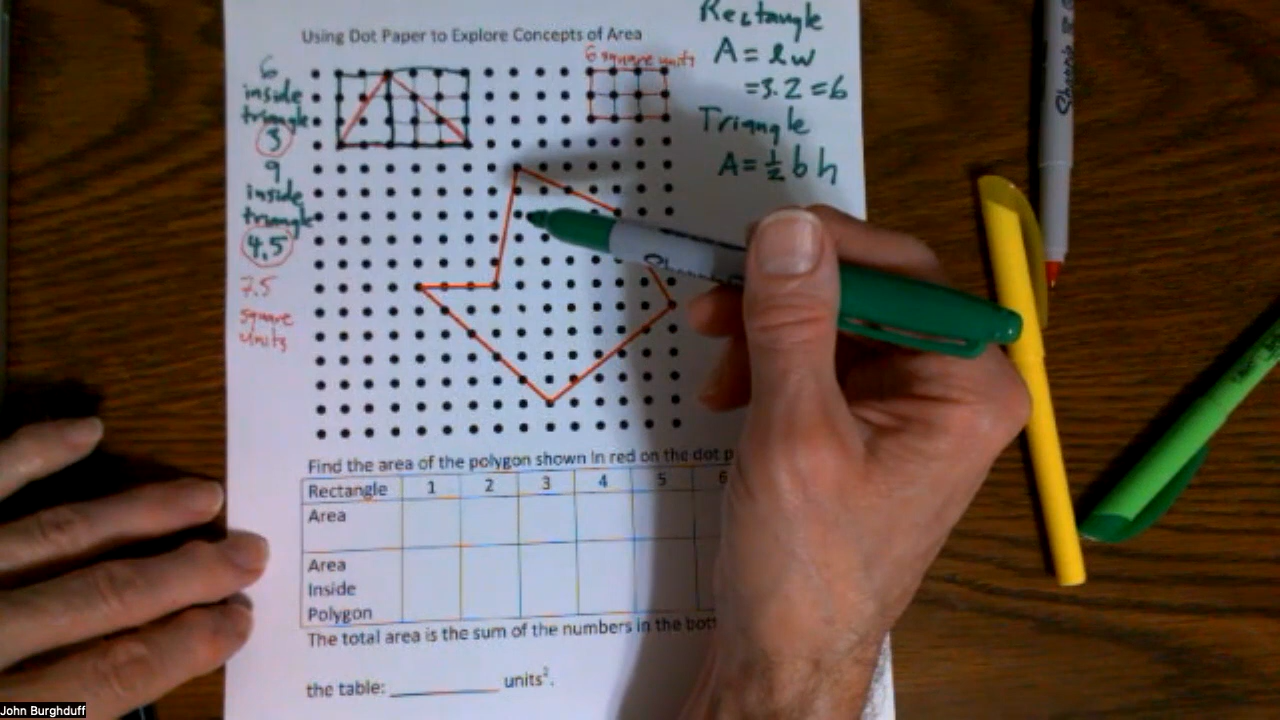 Using Dot Paper to Explore Concepts of Area
6
inside
triangle
3
9
inside
triangle
4.5
7.5
square
units
6 square units
Rectangle
A = lw
=3.2=6
Triangle
A = ½ b h
Sharpie
Find the area of the polygon shown in red on the dot p
Rectangle 1 2 3 4 5 6
Area
Area
Inside
Polygon
The total area is the sum of the numbers in the bott
the table: __________ units².
John Burghduff